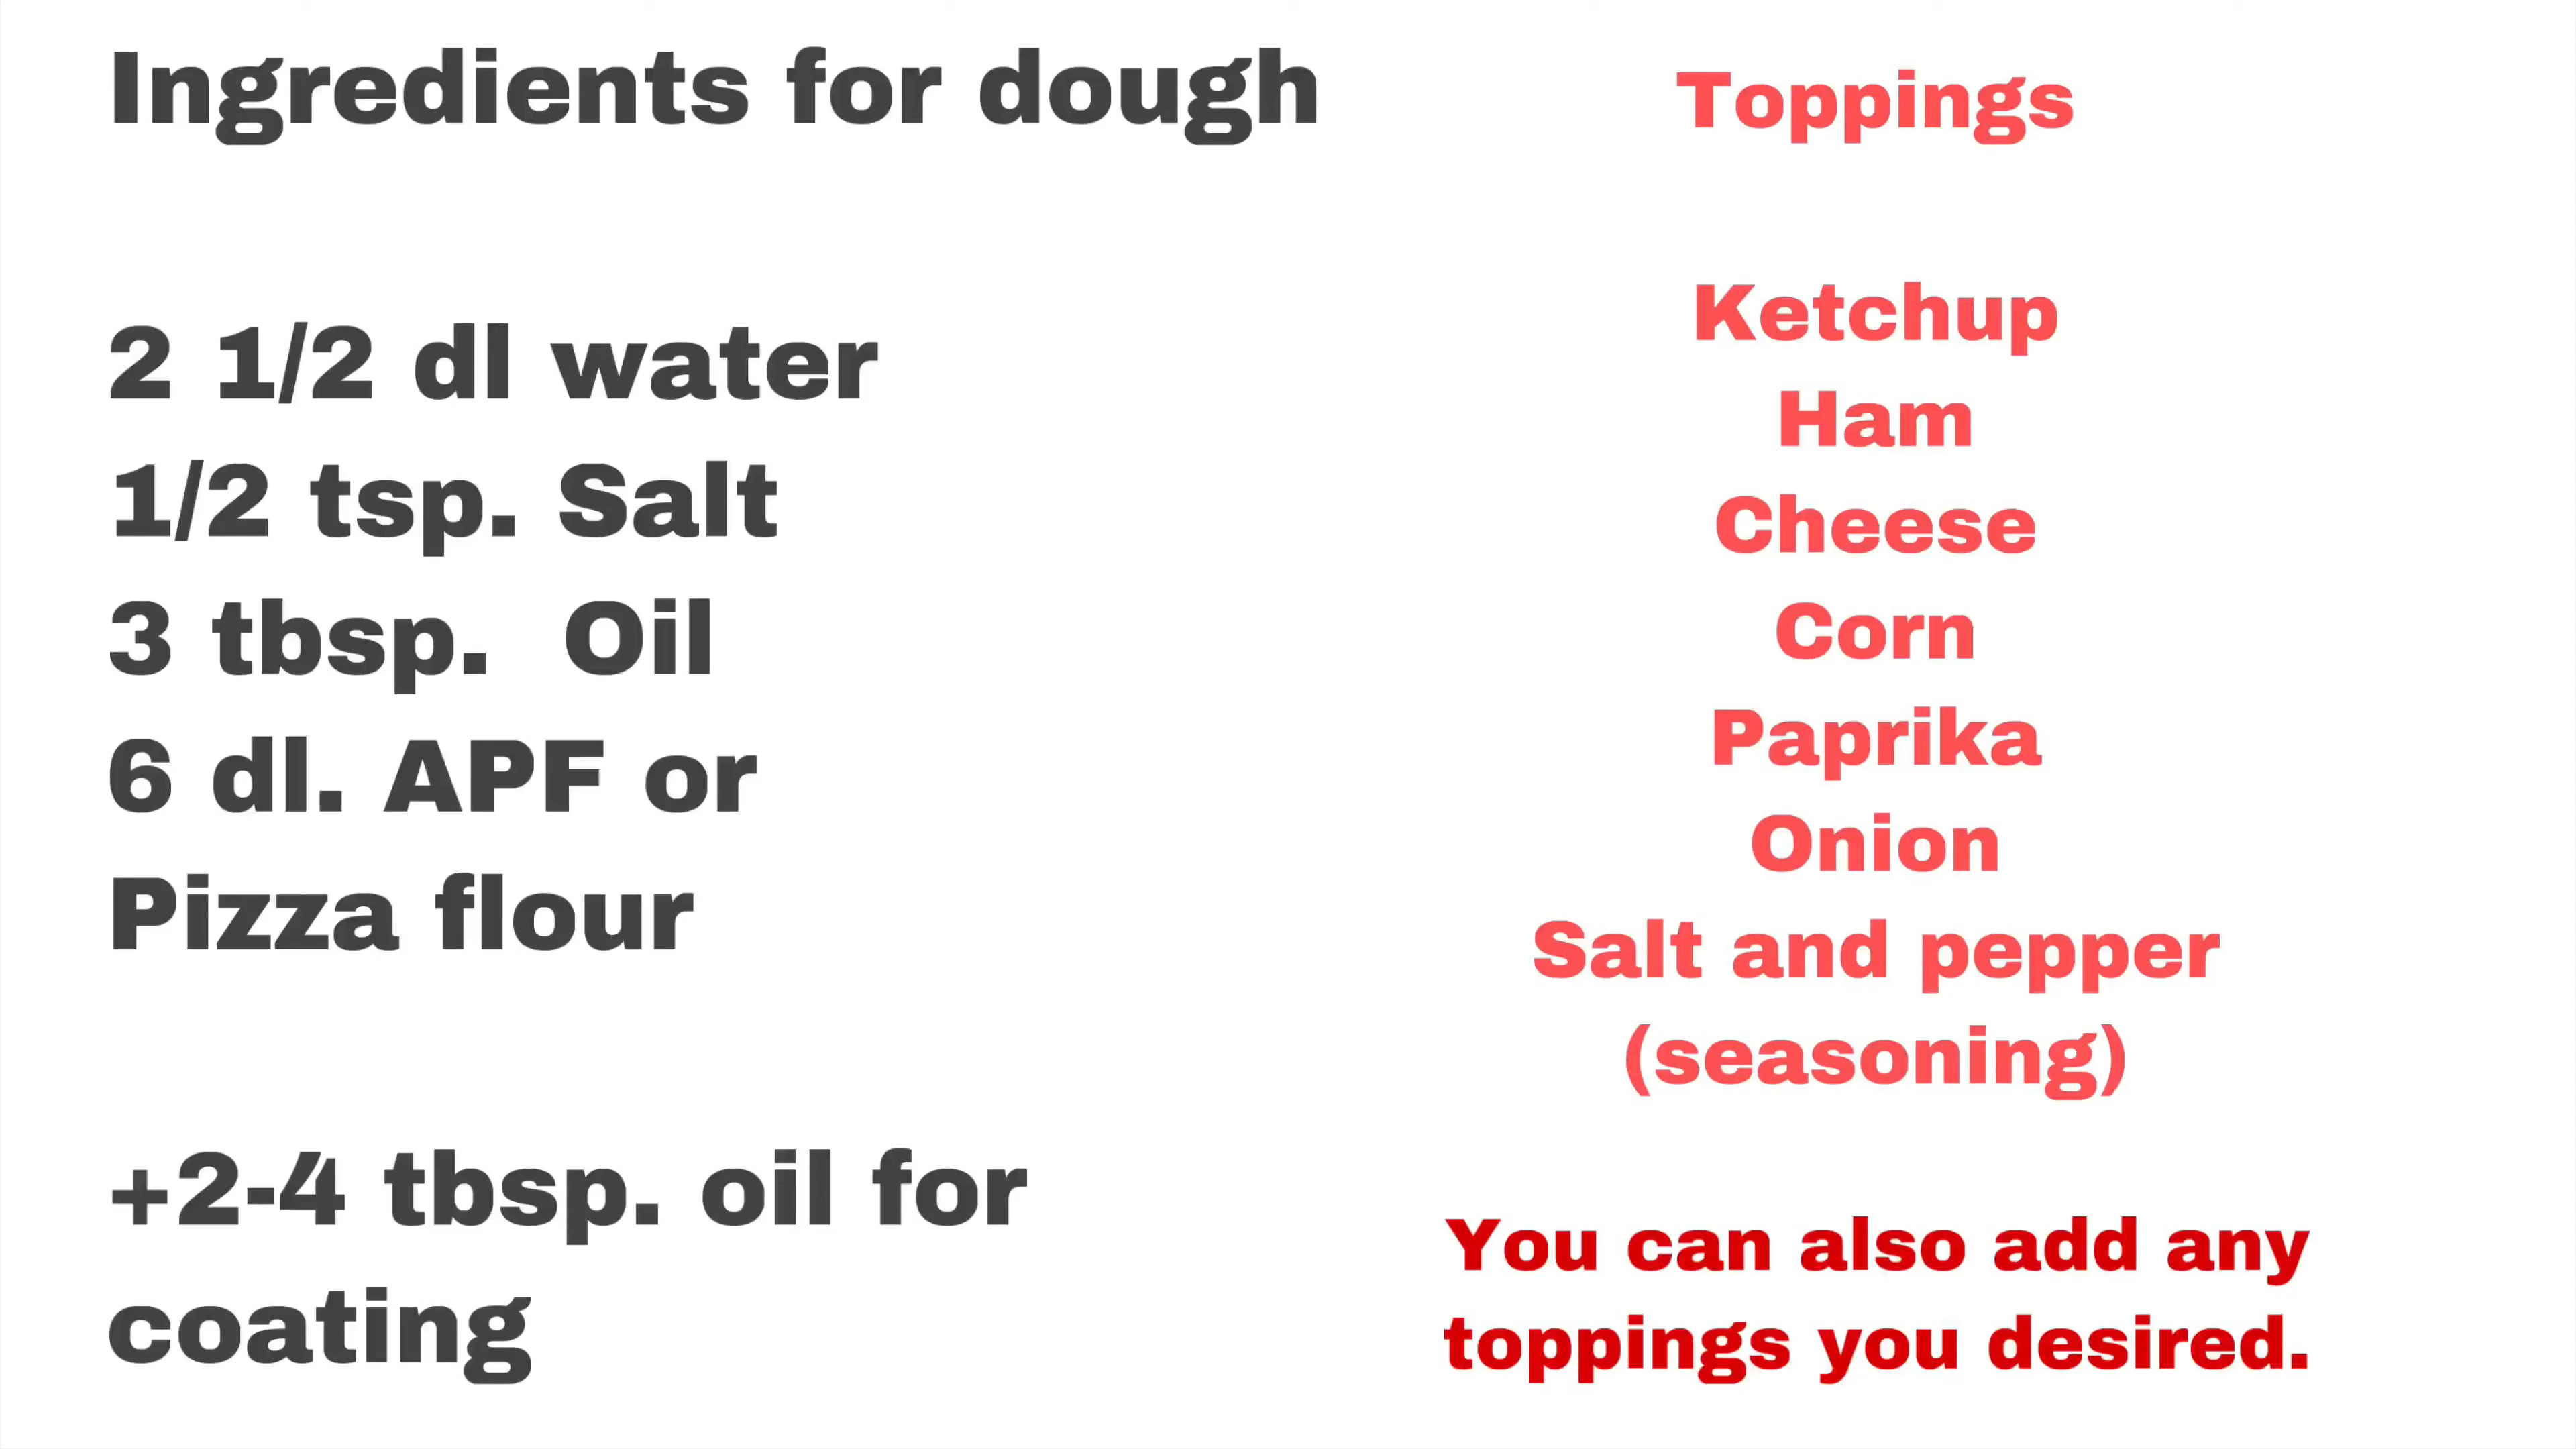 Ingredients for dough
2 1/2 dl water
1/2 tsp. Salt
3 tbsp.  Oil
6 dl. APF or
Pizza flour
+2-4 tbsp. oil for
coating
Toppings
Ketchup
Ham
Cheese
Corn
Paprika
Onion
Salt and pepper
(seasoning)
You can also add any
toppings you desired.